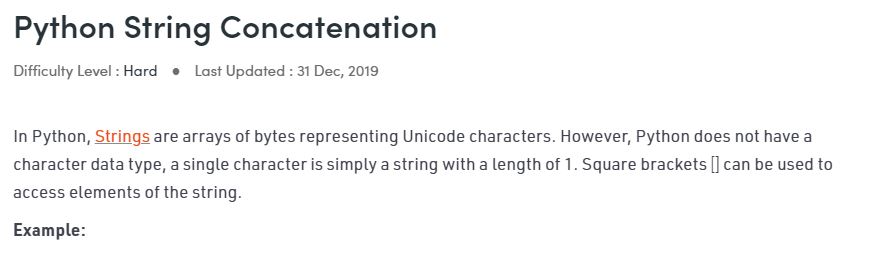 Python String Concatenation
Difficulty Level : Hard ● Last Updated : 31 Dec, 2019
In Python, Strings are arrays of bytes representing Unicode characters. However, Python does not have a
character data type, a single character is simply a string with a length of 1. Square brackets [] can be used to
access elements of the string.
Example: